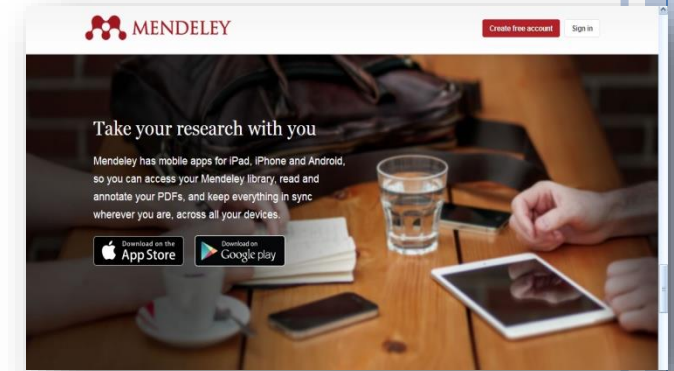 MENDELEY
Create free account
Sign in
Take your research with you
Mendeley has mobile apps for iPad, iPhone and Android,
so you can access your Mendeley library, read and
annotate your PDFs, and keep everything in sync
wherever you are, across all your devices.
Download on the
App Store
Download on
Google play